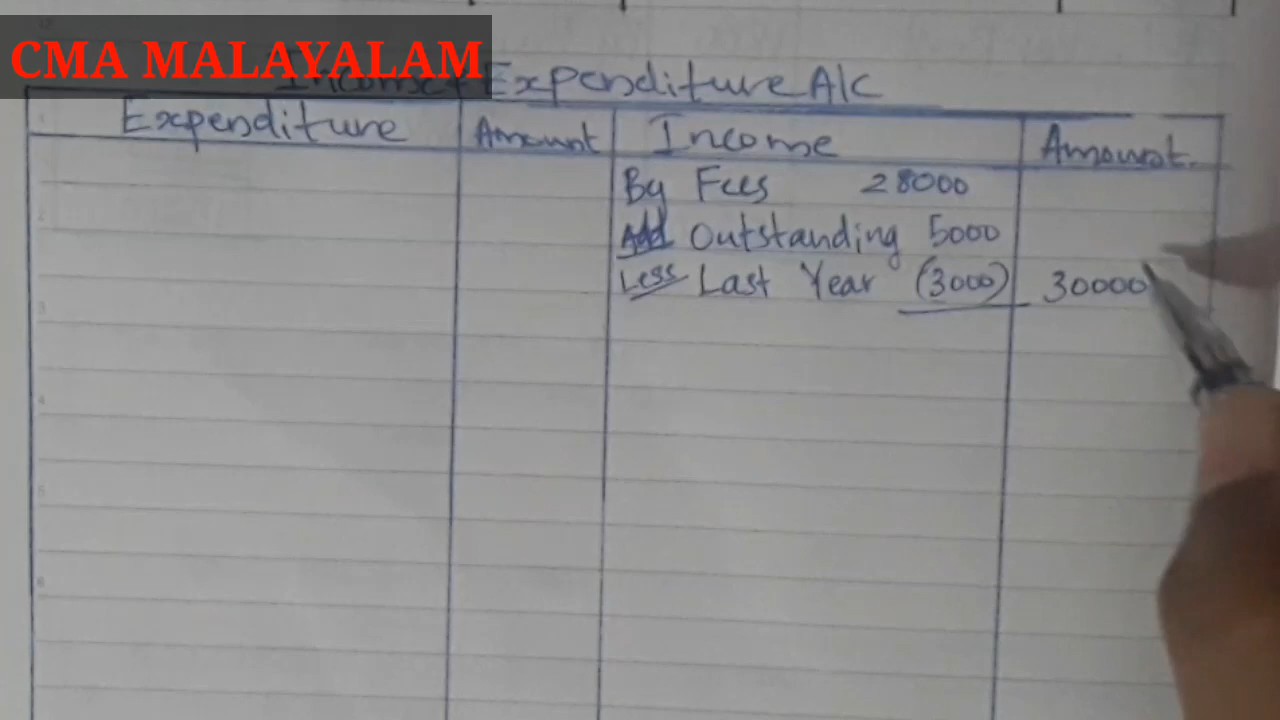 CMA MALAYALAM
Income & Expenditure A/c
Expenditure Amount Income Amount.
By Fees 28000
Add Outstanding 5000
Less Last Year (3000) 30000